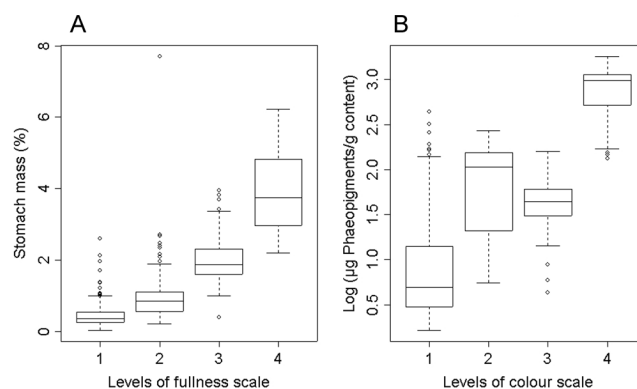 A
B
8
6
4
2
0
Stomach mass (%)
1 2 3 4
Levels of fullness scale
3.0
2.5
2.0
1.5
1.0
0.5
Log (µg Phaeopigments/g content)
1 2 3 4
Levels of colour scale